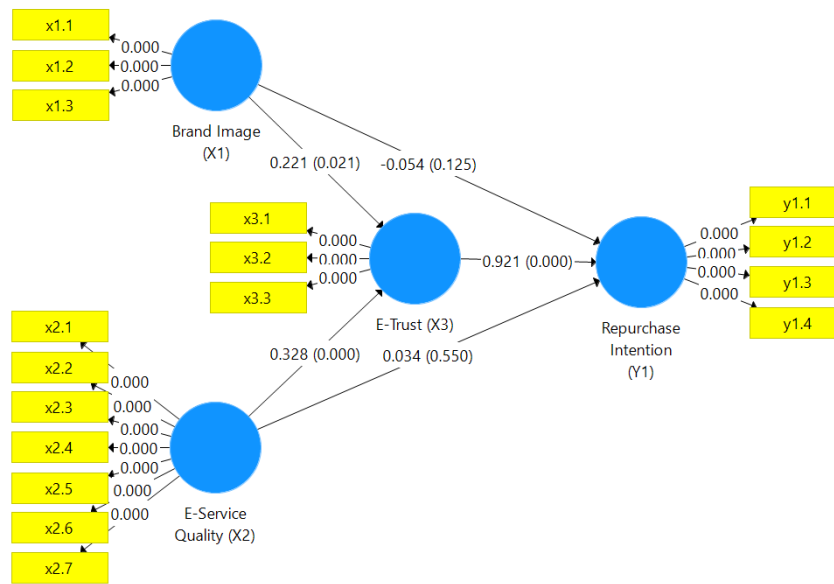 x1.1
0.000
x1.2
0.000
0.000
x1.3
Brand Image
(X1)
0.221 (0.021)
-0.054 (0.125)
x3.1
0.000
x3.2
0.000
0.000
x3.3
E-Trust (X3)
0.921 (0.000)
y1.1
0.000
y1.2
0.000
0.000
y1.3
0.000
y1.4
Repurchase
Intention
(Y1)
0.328 (0.000)
0.034 (0.550)
x2.1
x2.2
0.000
x2.3
0.000
0.000
x2.4
0.000
0.000
x2.5
0.000
x2.6
0.000
x2.7
E-Service
Quality (X2)